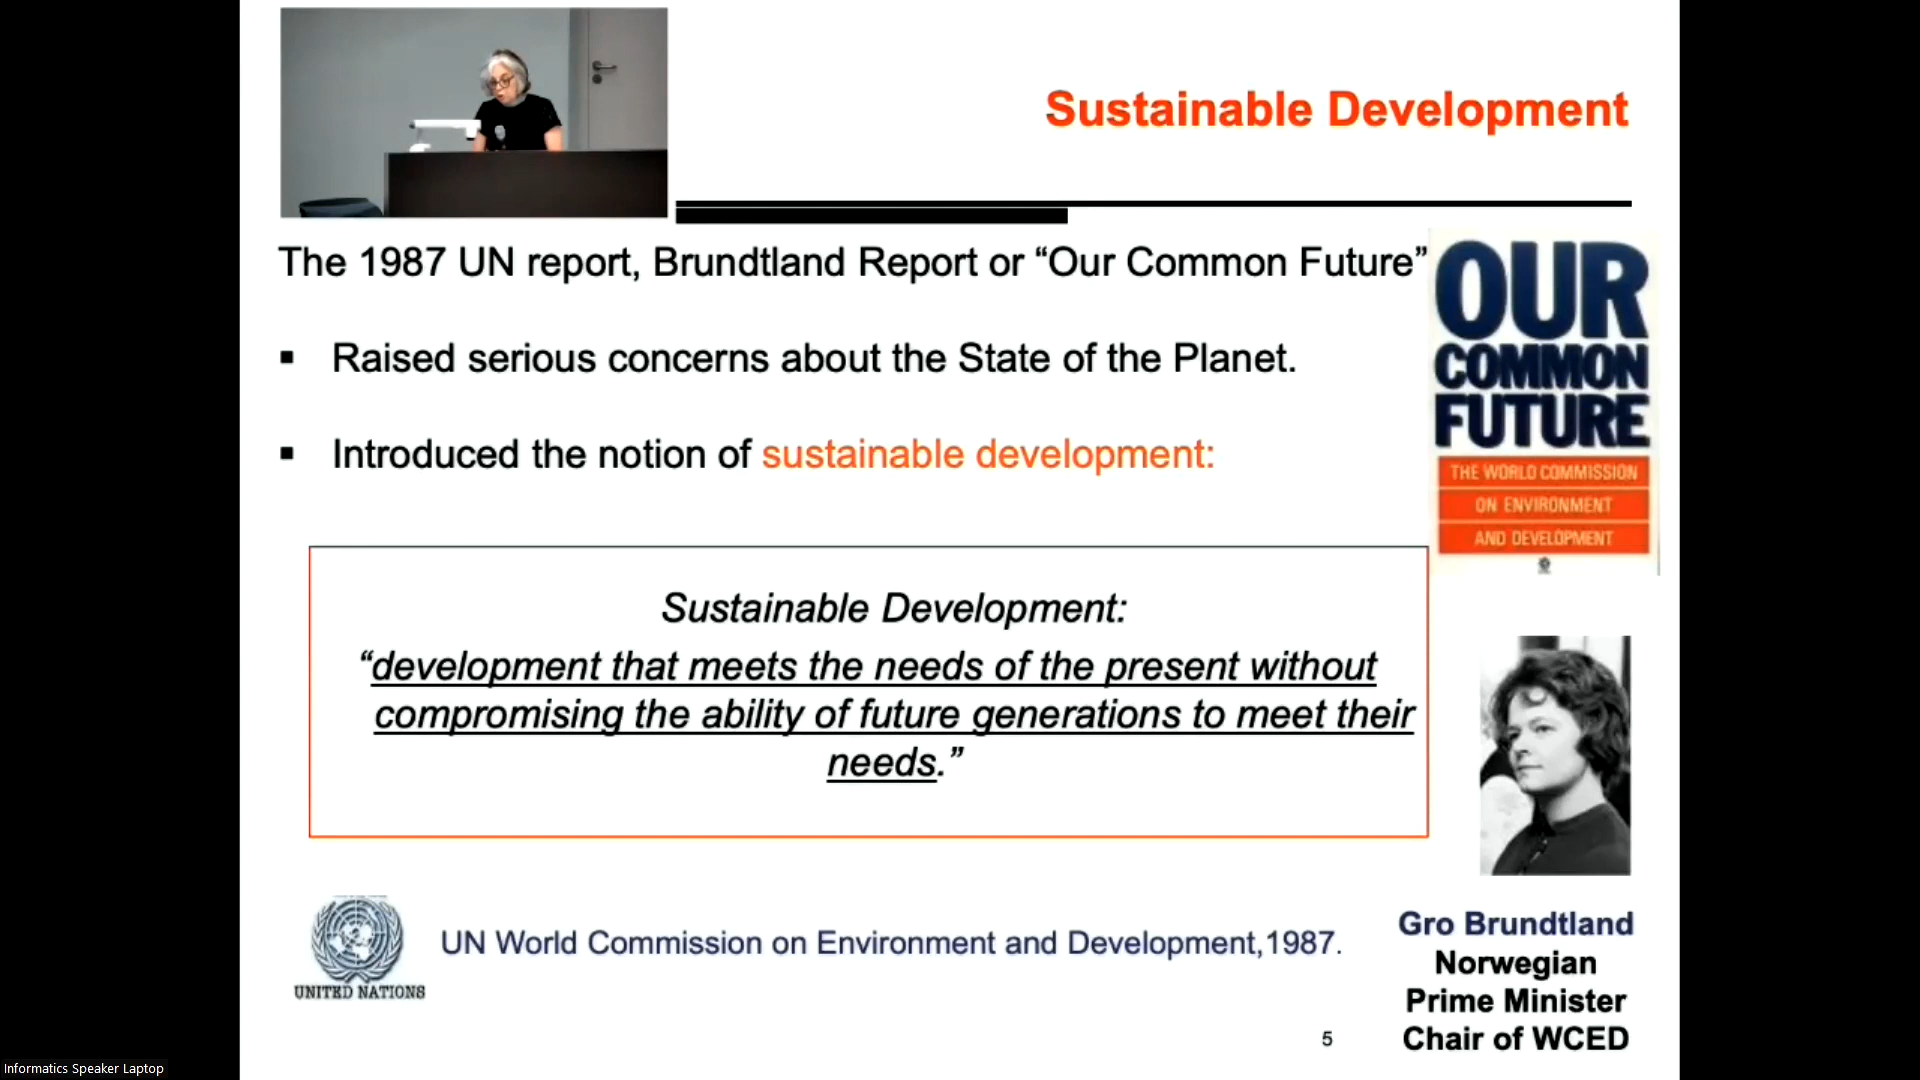 Sustainable Development
The 1987 UN report, Brundtland Report or “Our Common Future”
▪ Raised serious concerns about the State of the Planet.
▪ Introduced the notion of sustainable development:
OUR
COMMON
FUTURE
THE WORLD COMMISSION
ON ENVIRONMENT
AND DEVELOPMENT
Sustainable Development:
“development that meets the needs of the present without
compromising the ability of future generations to meet their
needs.”
UNITED NATIONS
UN World Commission on Environment and Development,1987.
Gro Brundtland
Norwegian
Prime Minister
Chair of WCED
5
Informatics Speaker Laptop